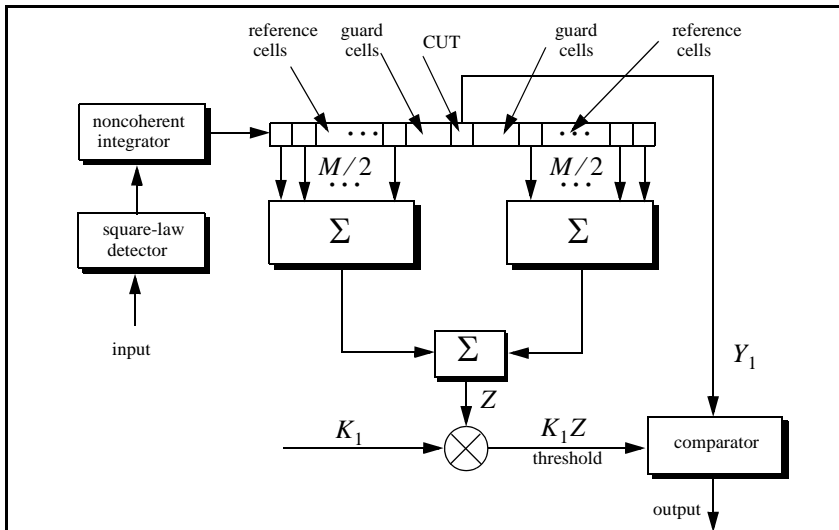 reference cells
guard cells
CUT
guard cells
reference cells
noncoherent integrator
...
...
M/2
...
M/2
...
square-law detector
Σ
Σ
input
Σ
Y₁
Z
K₁
K₁Z
threshold
comparator
output